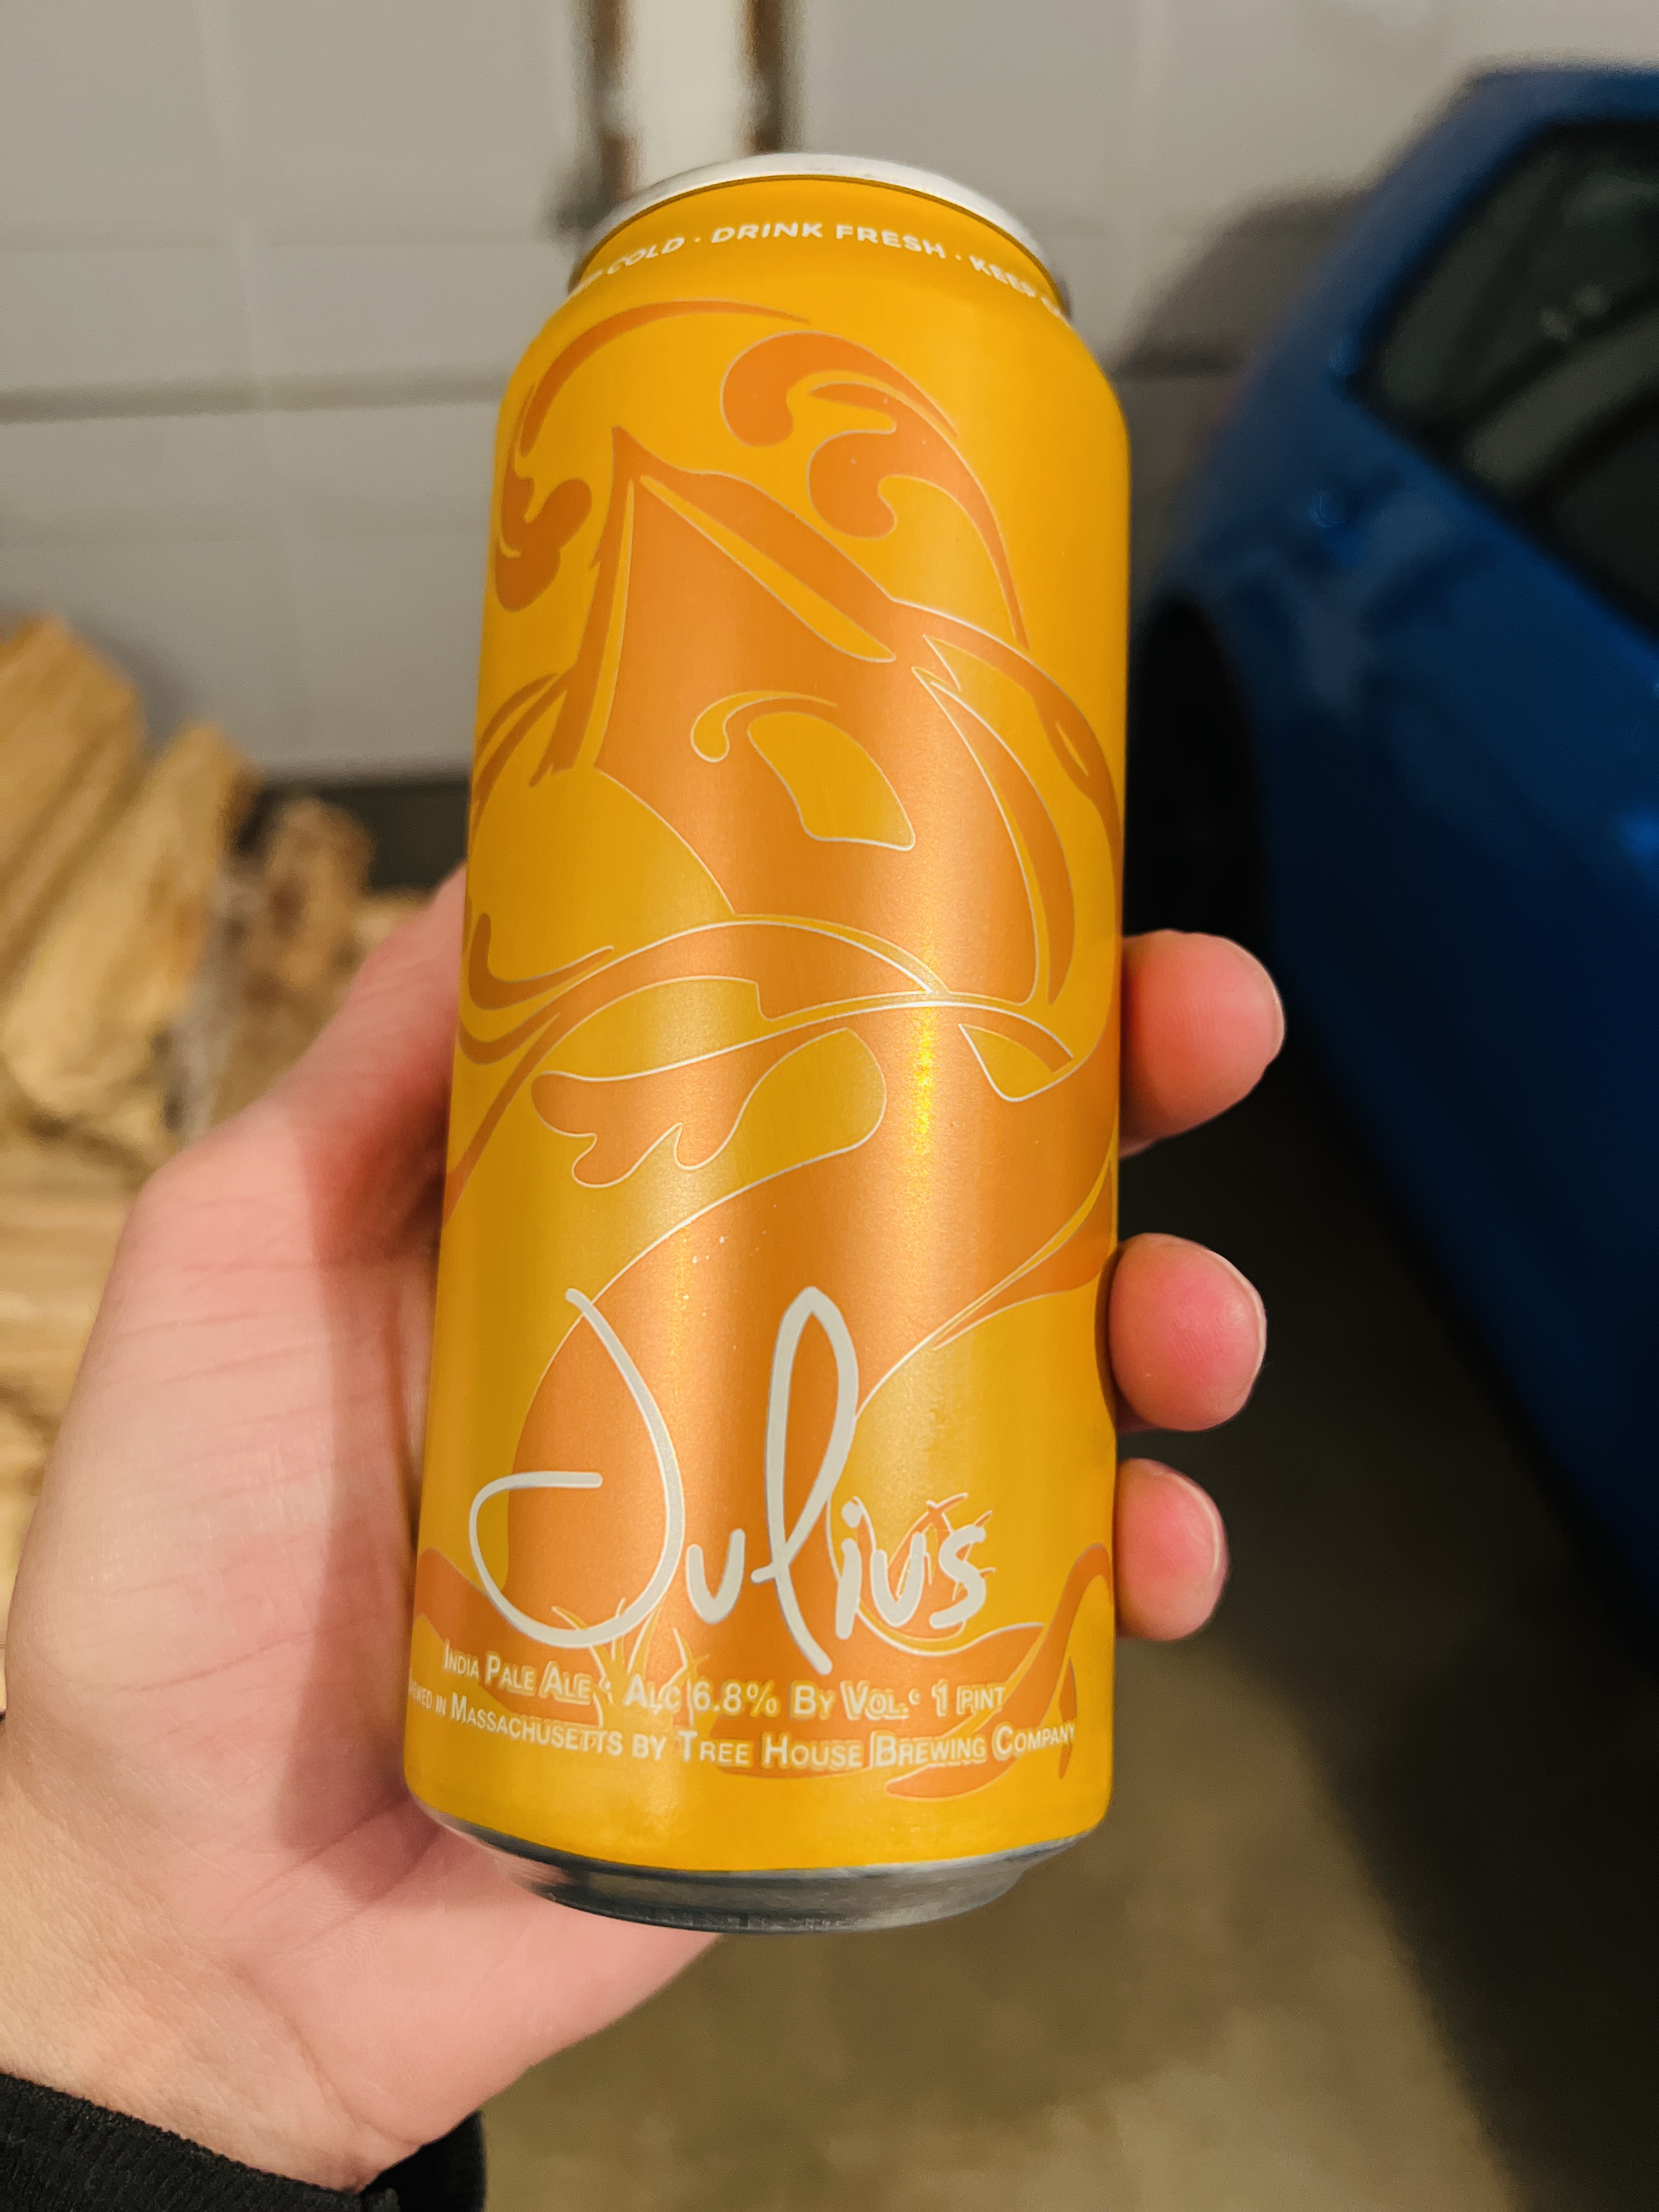 COLD · DRINK FRESH · KEEP
Julius
India Pale Ale · Alc 6.8% By Vol. · 1 pint
in Massachusetts by Tree House Brewing Company